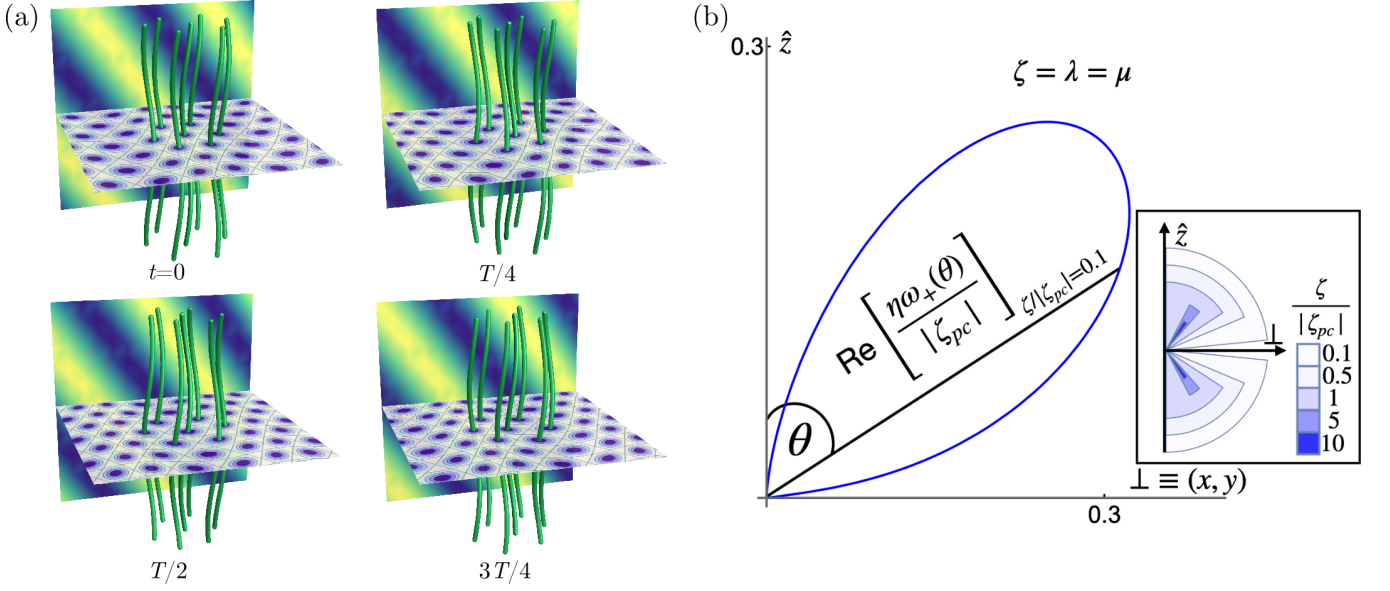 (a)
t=0
T/4
T/2
3T/4
(b)
0.3
ẑ
ζ = λ = μ
Re [ηω₊(θ) / |ζ_pc|] ζ/|ζ_pc|=0.1
θ
0.3
ẑ
⊥
ζ
|ζ_pc|
0.1
0.5
1
5
10
⊥ ≡ (x, y)